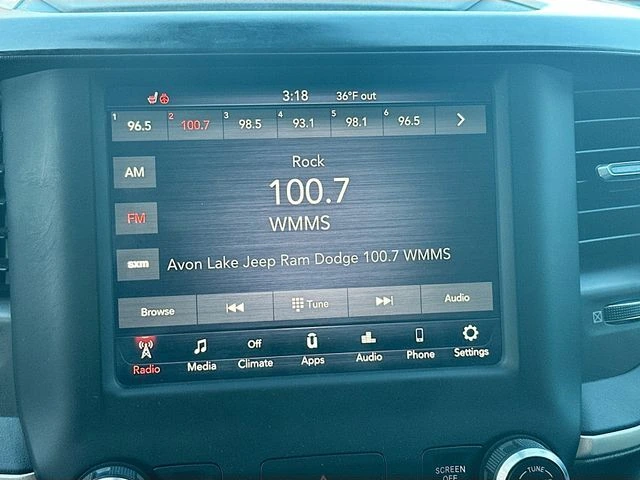 3:18 36°F out
1 96.5 2 100.7 3 98.5 4 93.1 5 98.1 6 96.5
AM
Rock
100.7
FM
WMMS
sxm
Avon Lake Jeep Ram Dodge 100.7 WMMS
Browse Tune Audio
Off
Radio Media Climate Apps Audio Phone Settings
SCREEN
OFF
TUNE